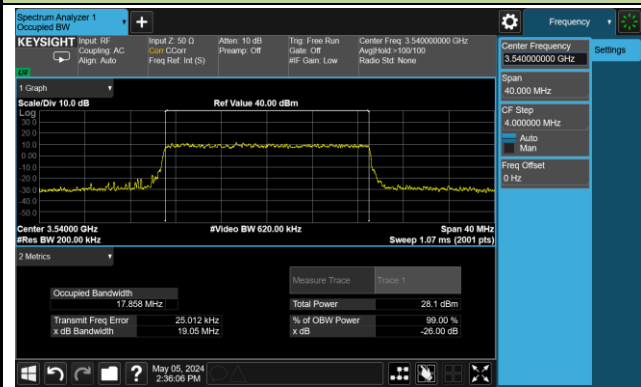 Spectrum Analyzer 1
Occupied BW
Frequency
KEYSIGHT
Input: RF
Coupling: AC
Align: Auto
Input Z: 50 Ω
Corr CCorr
Freq Ref: Int (S)
Atten: 10 dB
Preamp: Off
Trig: Free Run
Gate: Off
#IF Gain: Low
Center Freq: 3.540000000 GHz
Avg|Hold:>100/100
Radio Std: None
Center Frequency
3.540000000 GHz
Settings
Span
40.000 MHz
CF Step
4.000000 MHz
Auto
Man
Freq Offset
0 Hz
1 Graph
Scale/Div 10.0 dB
Ref Value 40.00 dBm
Log
30.0
20.0
10.0
0.00
-10.0
-20.0
-30.0
-40.0
-50.0
Center 3.54000 GHz
#Video BW 620.00 kHz
Span 40 MHz
#Res BW 200.00 kHz
Sweep 1.07 ms (2001 pts)
2 Metrics
Measure Trace
Trace 1
Occupied Bandwidth
17.858 MHz
Total Power
28.1 dBm
Transmit Freq Error
25.012 kHz
% of OBW Power
99.00 %
x dB Bandwidth
19.05 MHz
x dB
-26.00 dB
?
May 05, 2024
2:36:06 PM